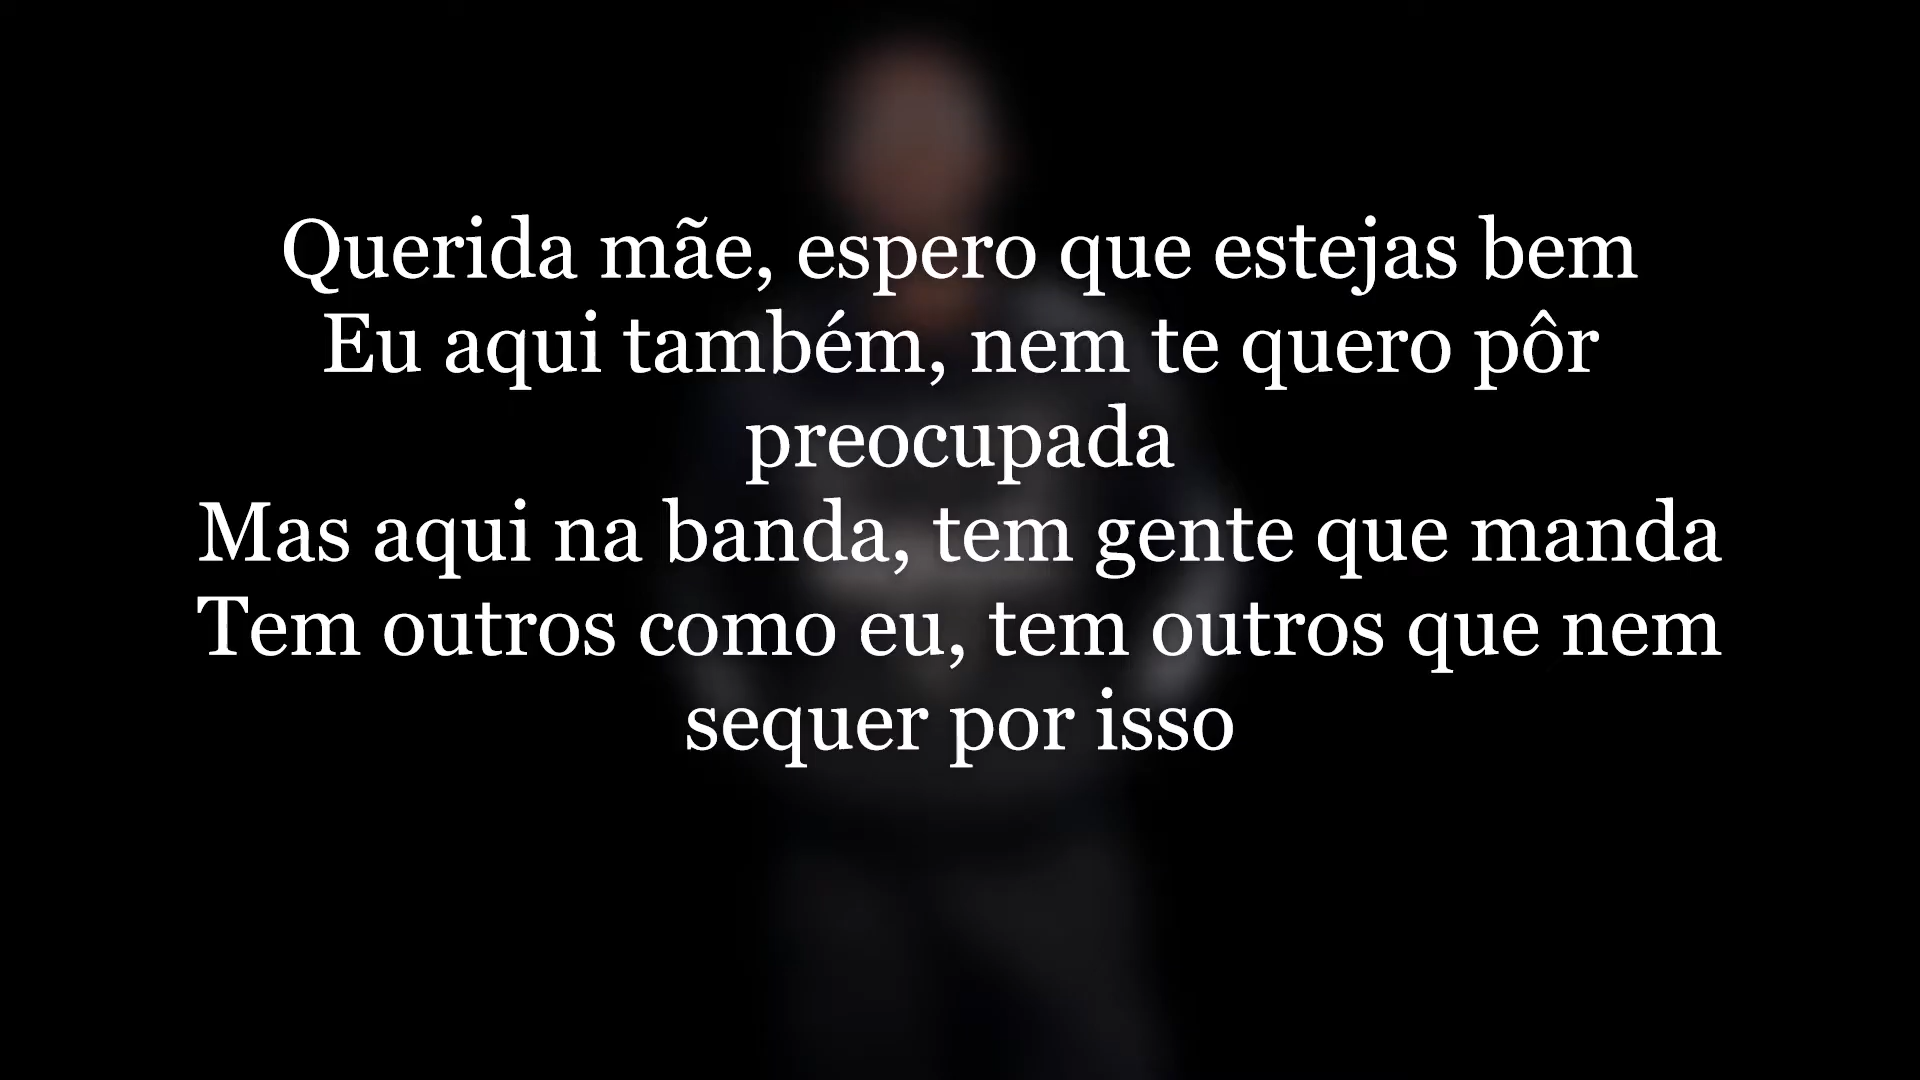 Querida mãe, espero que estejas bem
Eu aqui também, nem te quero pôr
preocupada
Mas aqui na banda, tem gente que manda
Tem outros como eu, tem outros que nem
sequer por isso